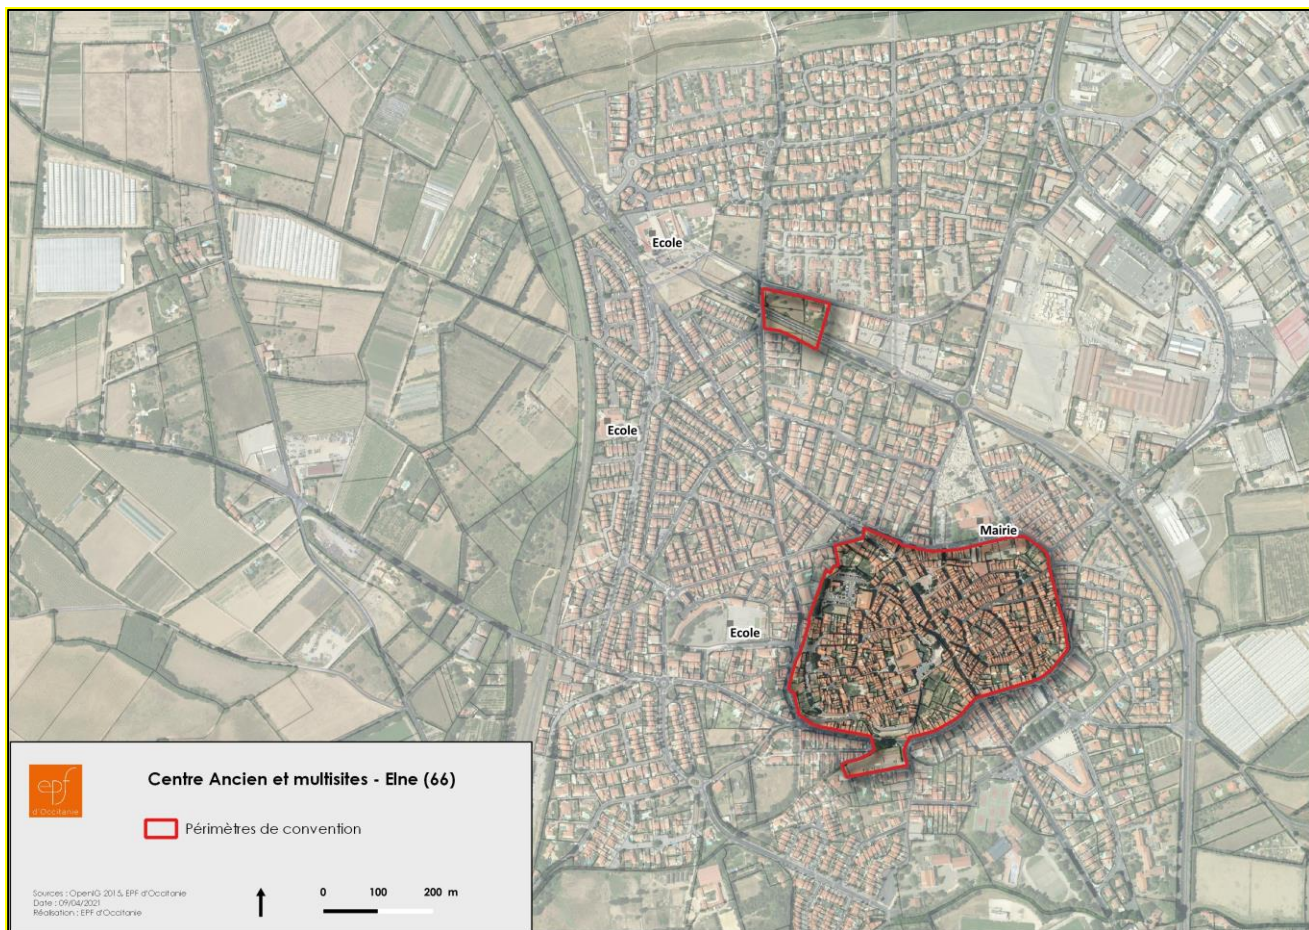 Ecole
Ecole
Mairie
Ecole
epf
d'Occitanie
Centre Ancien et multisites - Elne (66)
Périmètres de convention
Sources : OpenIG 2015, EPF d'Occitanie
Date : 09/04/2021
Réalisation : EPF d'Occitanie
0 100 200 m